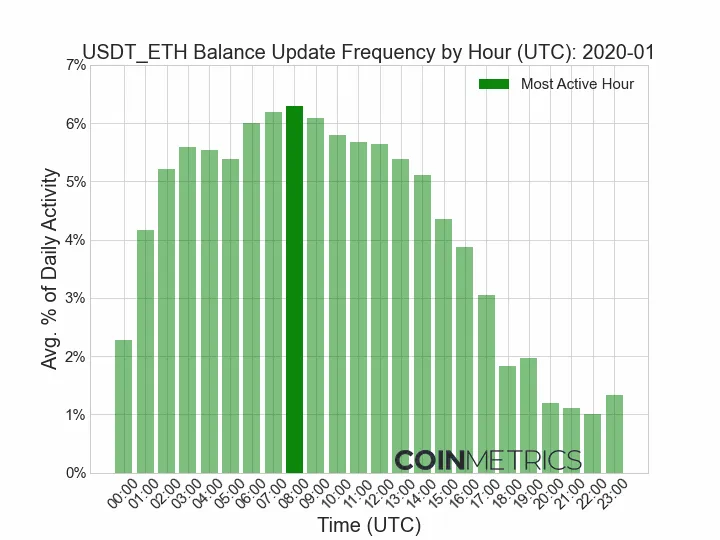 USDT_ETH Balance Update Frequency by Hour (UTC): 2020-01
Most Active Hour
Avg. % of Daily Activity
7%
6%
5%
4%
3%
2%
1%
0%
COINMETRICS
00:00 01:00 02:00 03:00 04:00 05:00 06:00 07:00 08:00 09:00 10:00 11:00 12:00 13:00 14:00 15:00 16:00 17:00 18:00 19:00 20:00 21:00 22:00 23:00
Time (UTC)